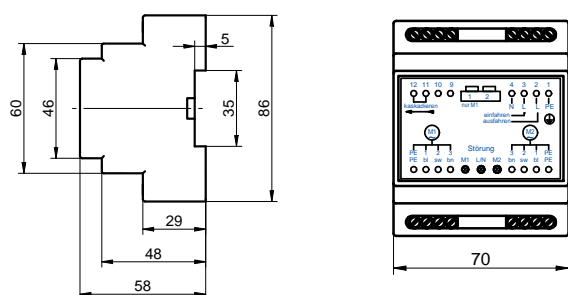 5
60
46
35
86
29
48
58
12 11 10 9
1 2
4 3 2 1
kaskadieren
nur M1
N L L PE
einfahren
ausfahren
M1
M2
Störung
PE 1 2 3
PE bl sw bn
M1 L/N M2
3 2 1 PE
bn sw bl PE
70